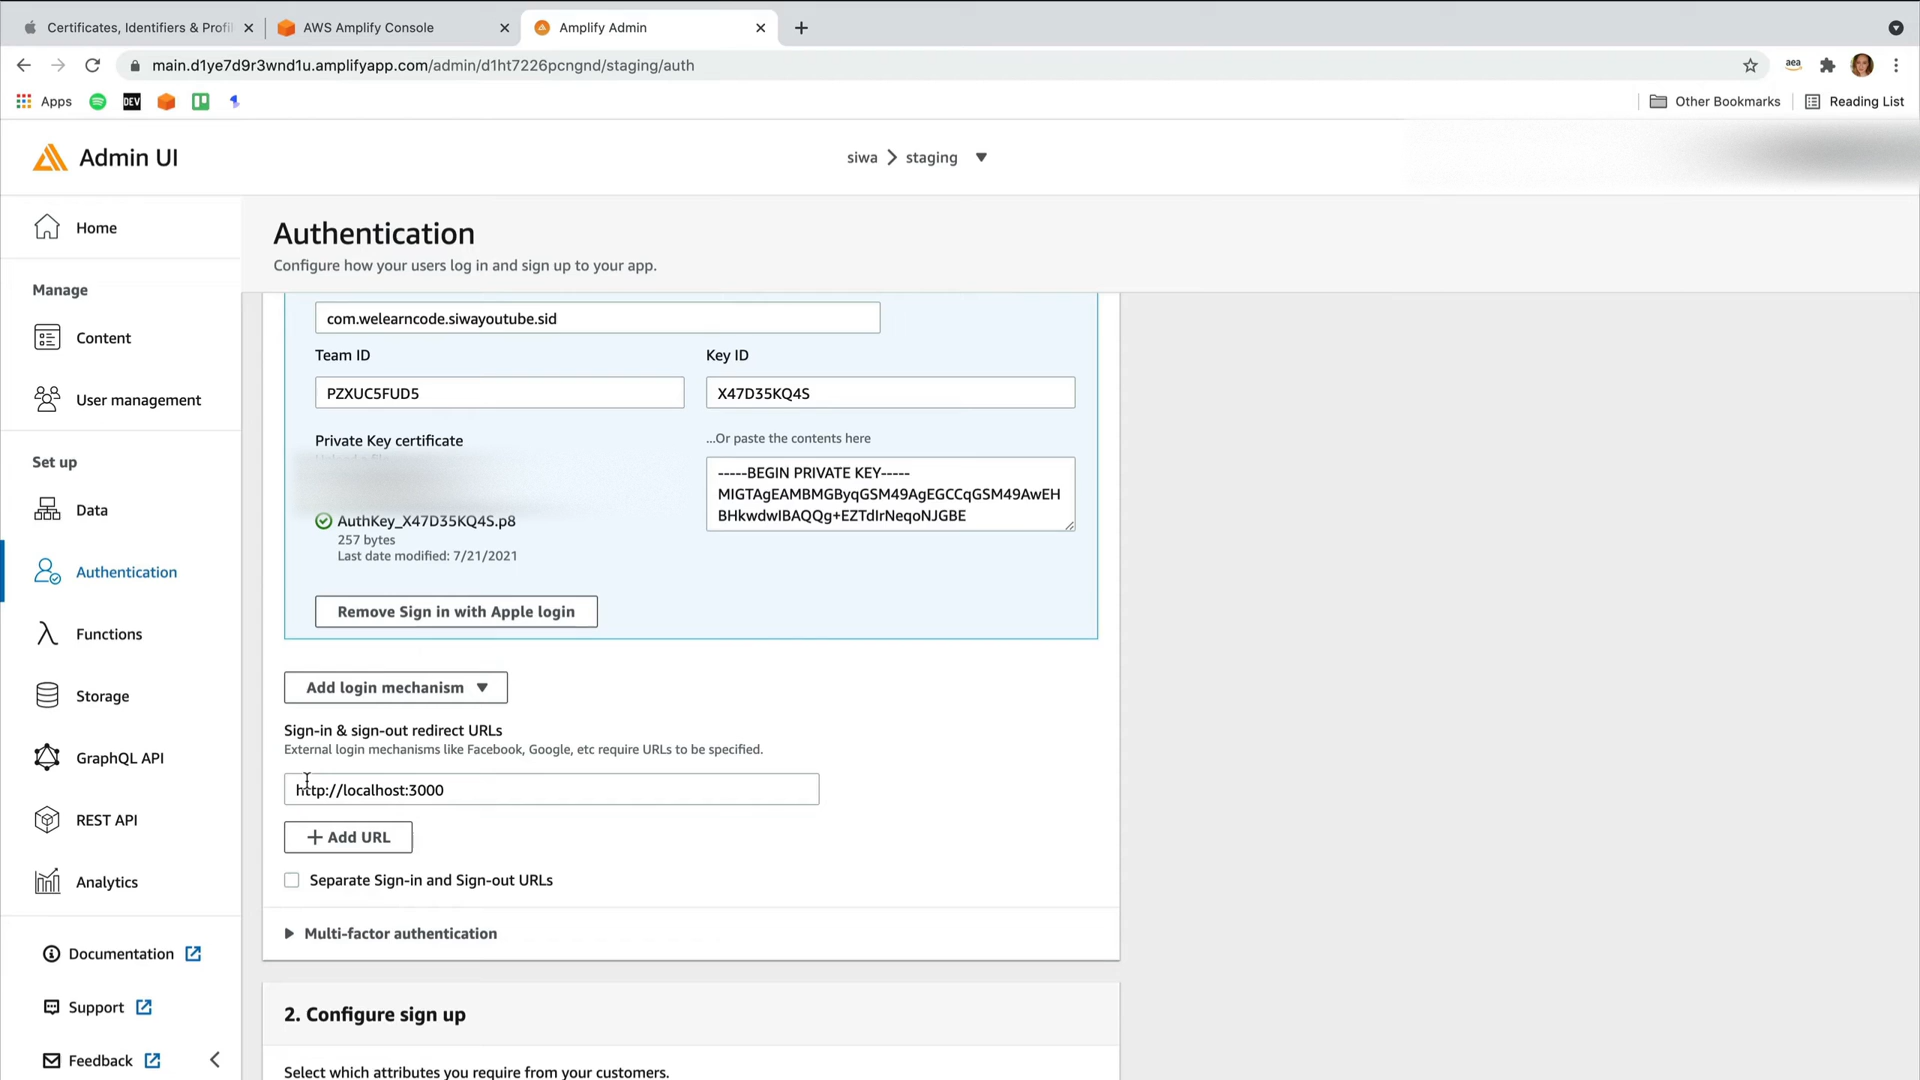 Certificates, Identifiers & Profil
AWS Amplify Console
Amplify Admin
main.d1ye7d9r3wnd1u.amplifyapp.com/admin/d1ht7226pcngnd/staging/auth
aea
Apps
DEV
Other Bookmarks
Reading List
Admin UI
siwa
staging
Home
Manage
Content
User management
Set up
Data
Authentication
Functions
Storage
GraphQL API
REST API
Analytics
Documentation
Support
Feedback
Authentication
Configure how your users log in and sign up to your app.
com.welearncode.siwayoutube.sid
Team ID
Key ID
PZXUC5FUD5
X47D35KQ4S
Private Key certificate
...Or paste the contents here
-----BEGIN PRIVATE KEY-----
MIGTAgEAMBMGByqGSM49AgEGCCqGSM49AwEH
BHkwdwIBAQQg+EZTdIrNeqoNJGBE
AuthKey_X47D35KQ4S.p8
257 bytes
Last date modified: 7/21/2021
Remove Sign in with Apple login
Add login mechanism
Sign-in & sign-out redirect URLs
External login mechanisms like Facebook, Google, etc require URLs to be specified.
http://localhost:3000
+ Add URL
Separate Sign-in and Sign-out URLs
Multi-factor authentication
2. Configure sign up
Select which attributes you require from your customers.